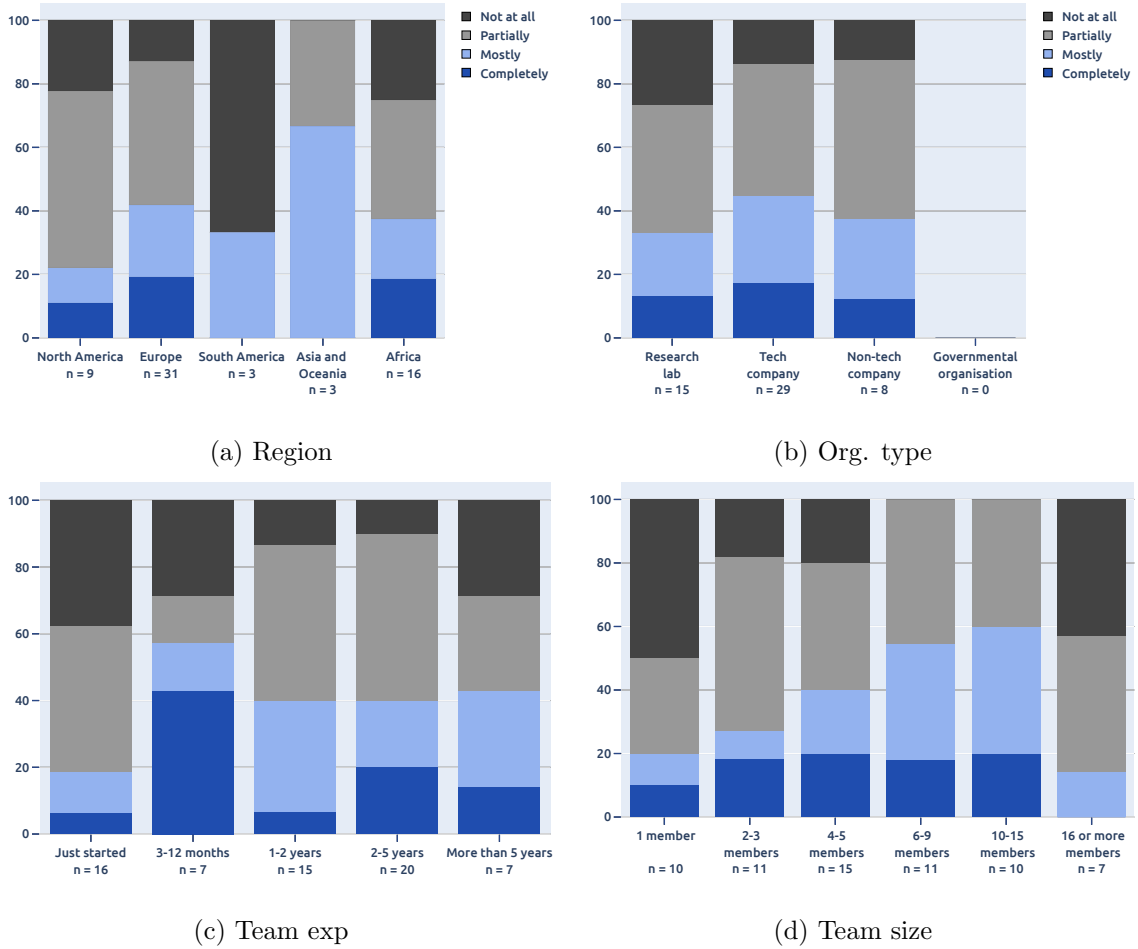 100
80
60
40
20
0
North America
n = 9
Europe
n = 31
South America
n = 3
Asia and
Oceania
n = 3
Africa
n = 16
Not at all
Partially
Mostly
Completely
(a) Region
100
80
60
40
20
0
Research
lab
n = 15
Tech
company
n = 29
Non-tech
company
n = 8
Governmental
organisation
n = 0
Not at all
Partially
Mostly
Completely
(b) Org. type
100
80
60
40
20
0
Just started
n = 16
3-12 months
n = 7
1-2 years
n = 15
2-5 years
n = 20
More than 5 years
n = 7
(c) Team exp
100
80
60
40
20
0
1 member
n = 10
2-3
members
n = 11
4-5
members
n = 15
6-9
members
n = 11
10-15
members
n = 10
16 or more
members
n = 7
(d) Team size